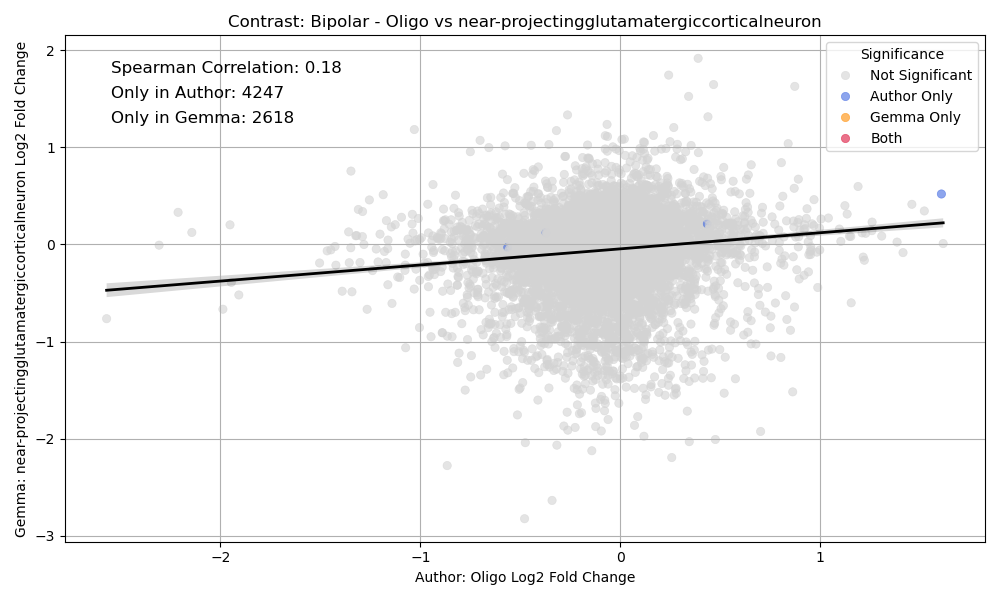 Contrast: Bipolar - Oligo vs near-projectingglutamatergiccorticalneuron
Gemma: near-projectingglutamatergiccorticalneuron Log2 Fold Change
2
1
0
−1
−2
−3
Spearman Correlation: 0.18
Only in Author: 4247
Only in Gemma: 2618
Significance
Not Significant
Author Only
Gemma Only
Both
−2
−1
0
1
Author: Oligo Log2 Fold Change